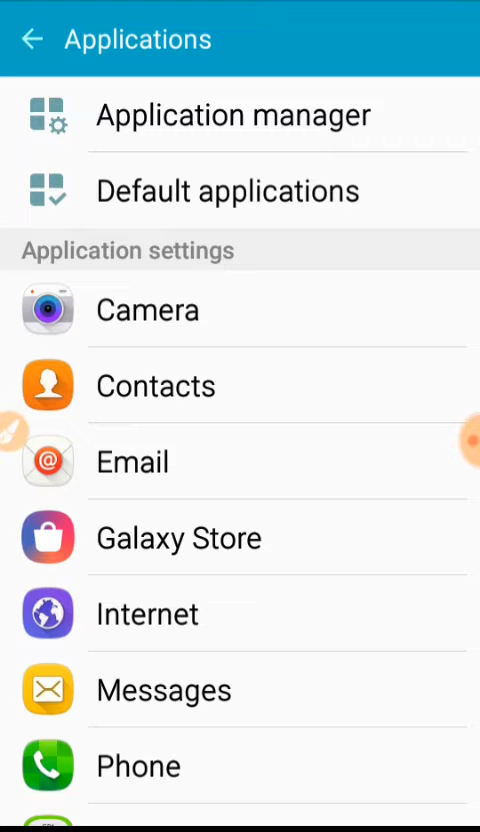 Applications
Application manager
Default applications
Application settings
Camera
Contacts
@
Email
Galaxy Store
Internet
Messages
Phone